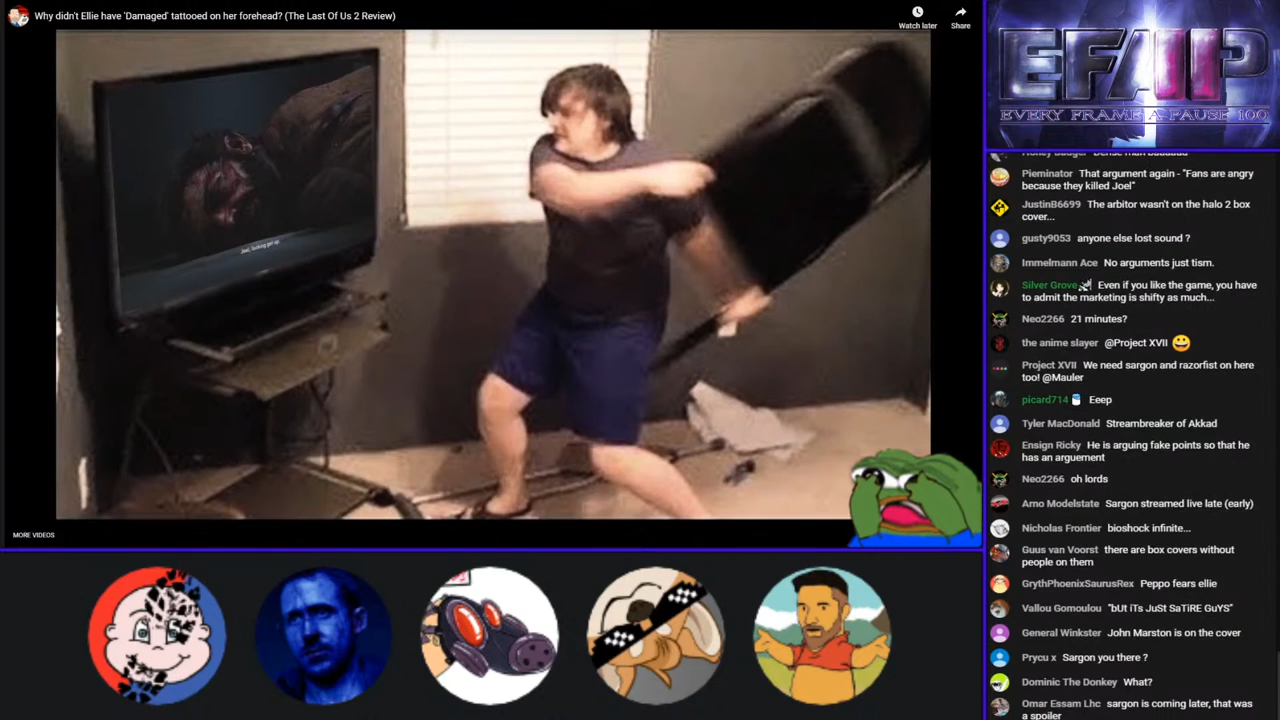 Why didn't Ellie have 'Damaged' tattooed on her forehead? (The Last Of Us 2 Review)
Watch later
Share
MORE VIDEOS
EFAP
EVERY FRAME A PAUSE 100
Pieminator That argument again - "Fans are angry
because they killed Joel"
JustinB6699 The arbitor wasn't on the halo 2 box
cover...
gusty9053 anyone else lost sound ?
Immelmann Ace No arguments just tism.
Silver Grove Even if you like the game, you have
to admit the marketing is shifty as much...
Neo2266 21 minutes?
the anime slayer @Project XVII
Project XVII We need sargon and razorfist on here
too! @Mauler
picard714 Eeep
Tyler MacDonald Streambreaker of Akkad
Ensign Ricky He is arguing fake points so that he
has an arguement
Neo2266 oh lords
Arno Modelstate Sargon streamed live late (early)
Nicholas Frontier bioshock infinite...
Guus van Voorst there are box covers without
people on them
GrythPhoenixSaurusRex Peppo fears ellie
Vallou Gomoulou "bUt iTs JuSt SaTiRE GuYS"
General Winkster John Marston is on the cover
Prycu x Sargon you there ?
Dominic The Donkey What?
Omar Essam Lhc sargon is coming later, that was
a spoiler